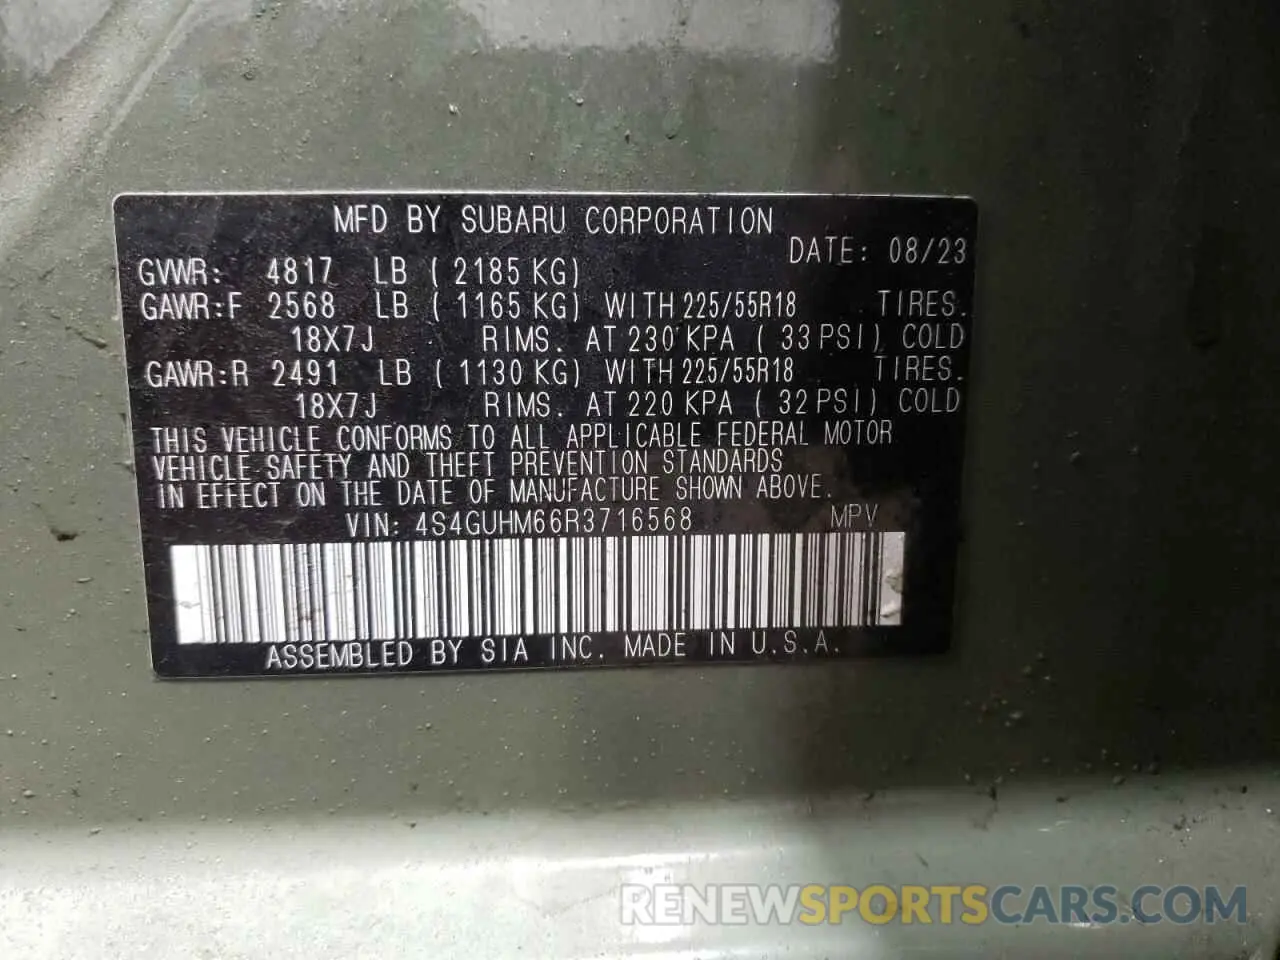 MFD BY SUBARU CORPORATION
DATE: 08/23
GVWR: 4817 LB ( 2185 KG)
GAWR:F 2568 LB ( 1165 KG) WITH 225/55R18 TIRES.
18X7J RIMS. AT 230 KPA ( 33 PSI) COLD
GAWR:R 2491 LB ( 1130 KG) WITH 225/55R18 TIRES.
18X7J RIMS. AT 220 KPA ( 32 PSI) COLD
THIS VEHICLE CONFORMS TO ALL APPLICABLE FEDERAL MOTOR
VEHICLE SAFETY AND THEFT PREVENTION STANDARDS
IN EFFECT ON THE DATE OF MANUFACTURE SHOWN ABOVE.
VIN: 4S4GUHM66R3716568 MPV
ASSEMBLED BY SIA INC. MADE IN U.S.A.
RENEWSPORTSCARS.COM